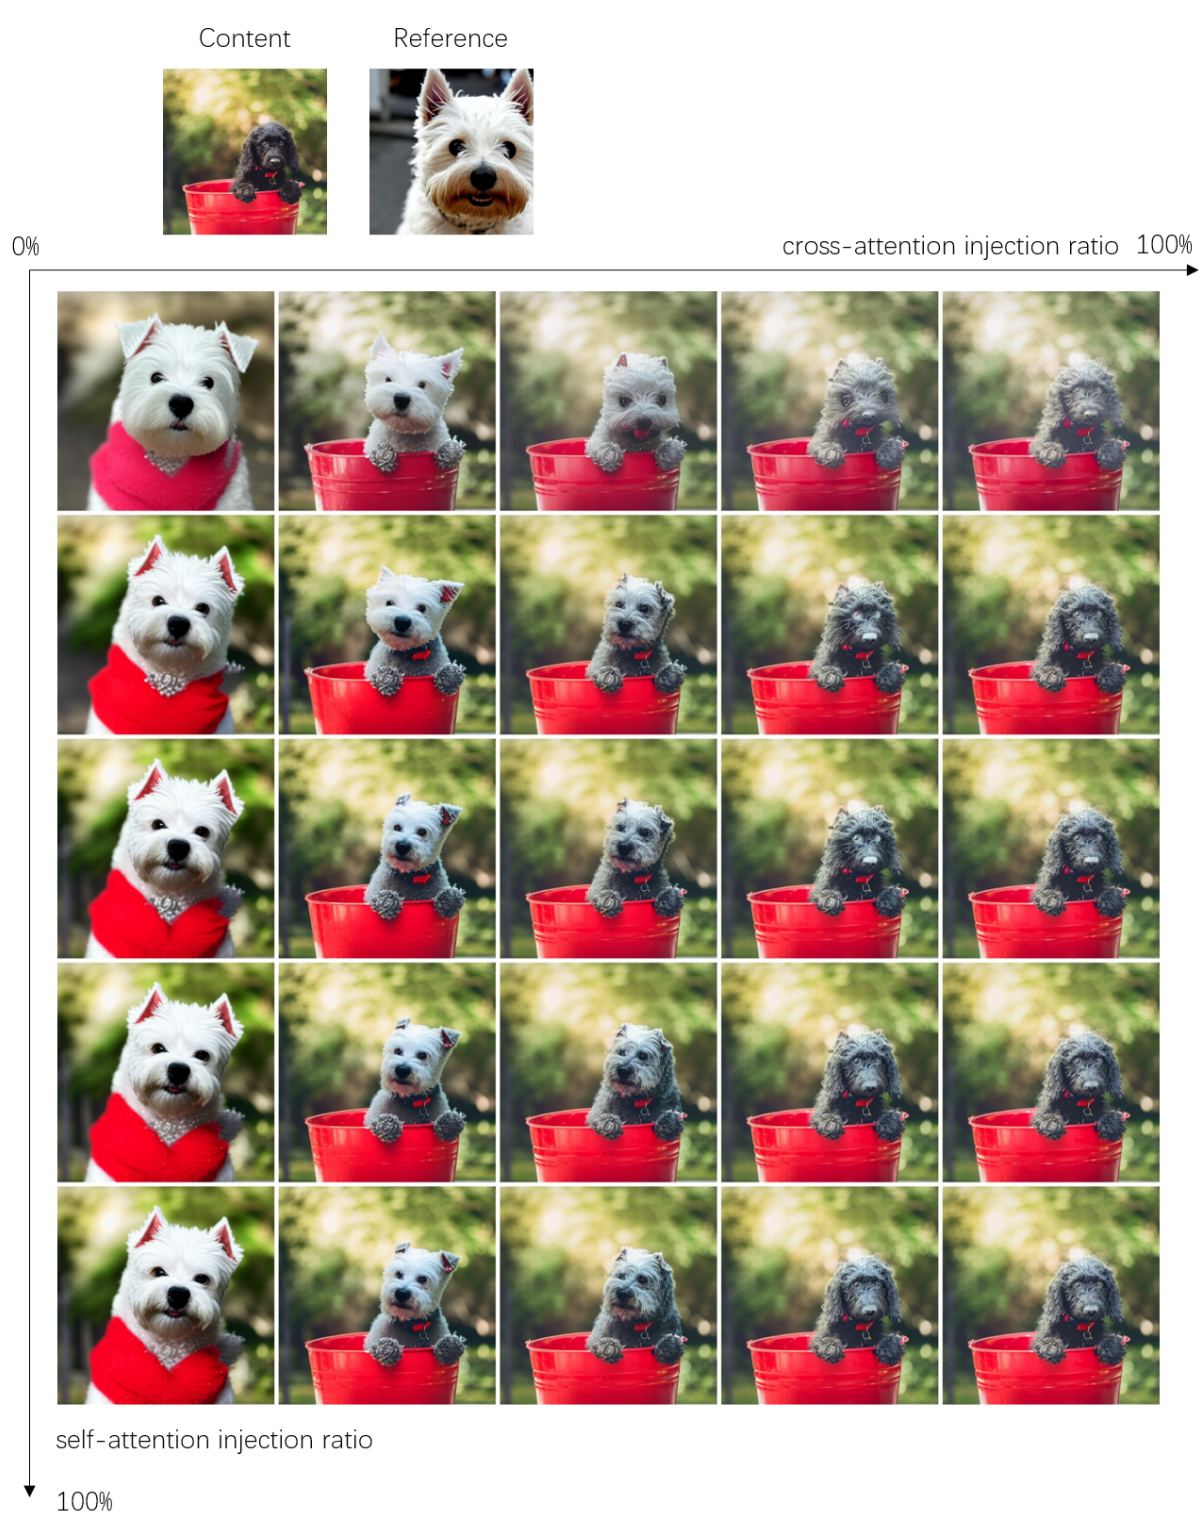 Content
Reference
0%
cross-attention injection ratio 100%
self-attention injection ratio
100%